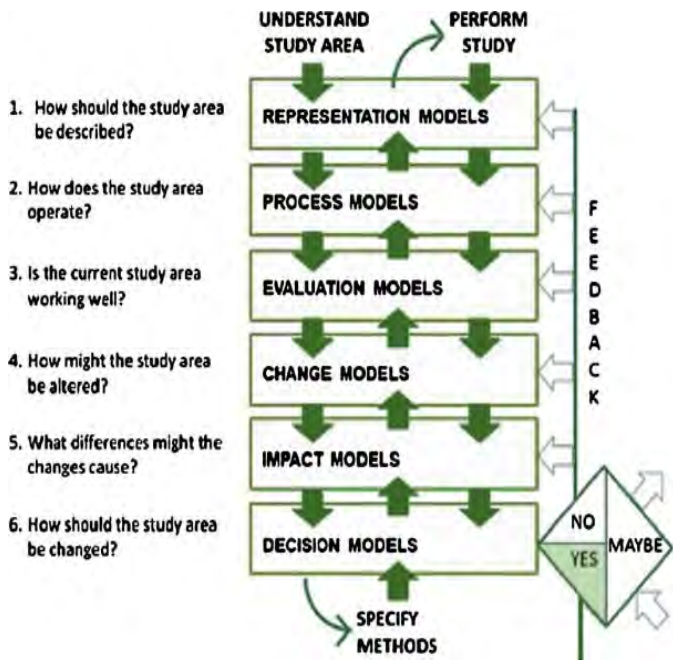 UNDERSTAND
STUDY AREA
PERFORM
STUDY
1. How should the study area
be described?
REPRESENTATION MODELS
2. How does the study area
operate?
PROCESS MODELS
3. Is the current study area
working well?
EVALUATION MODELS
4. How might the study area
be altered?
CHANGE MODELS
5. What differences might the
changes cause?
IMPACT MODELS
6. How should the study area
be changed?
DECISION MODELS
FEEDBACK
NO
YES
MAYBE
SPECIFY
METHODS